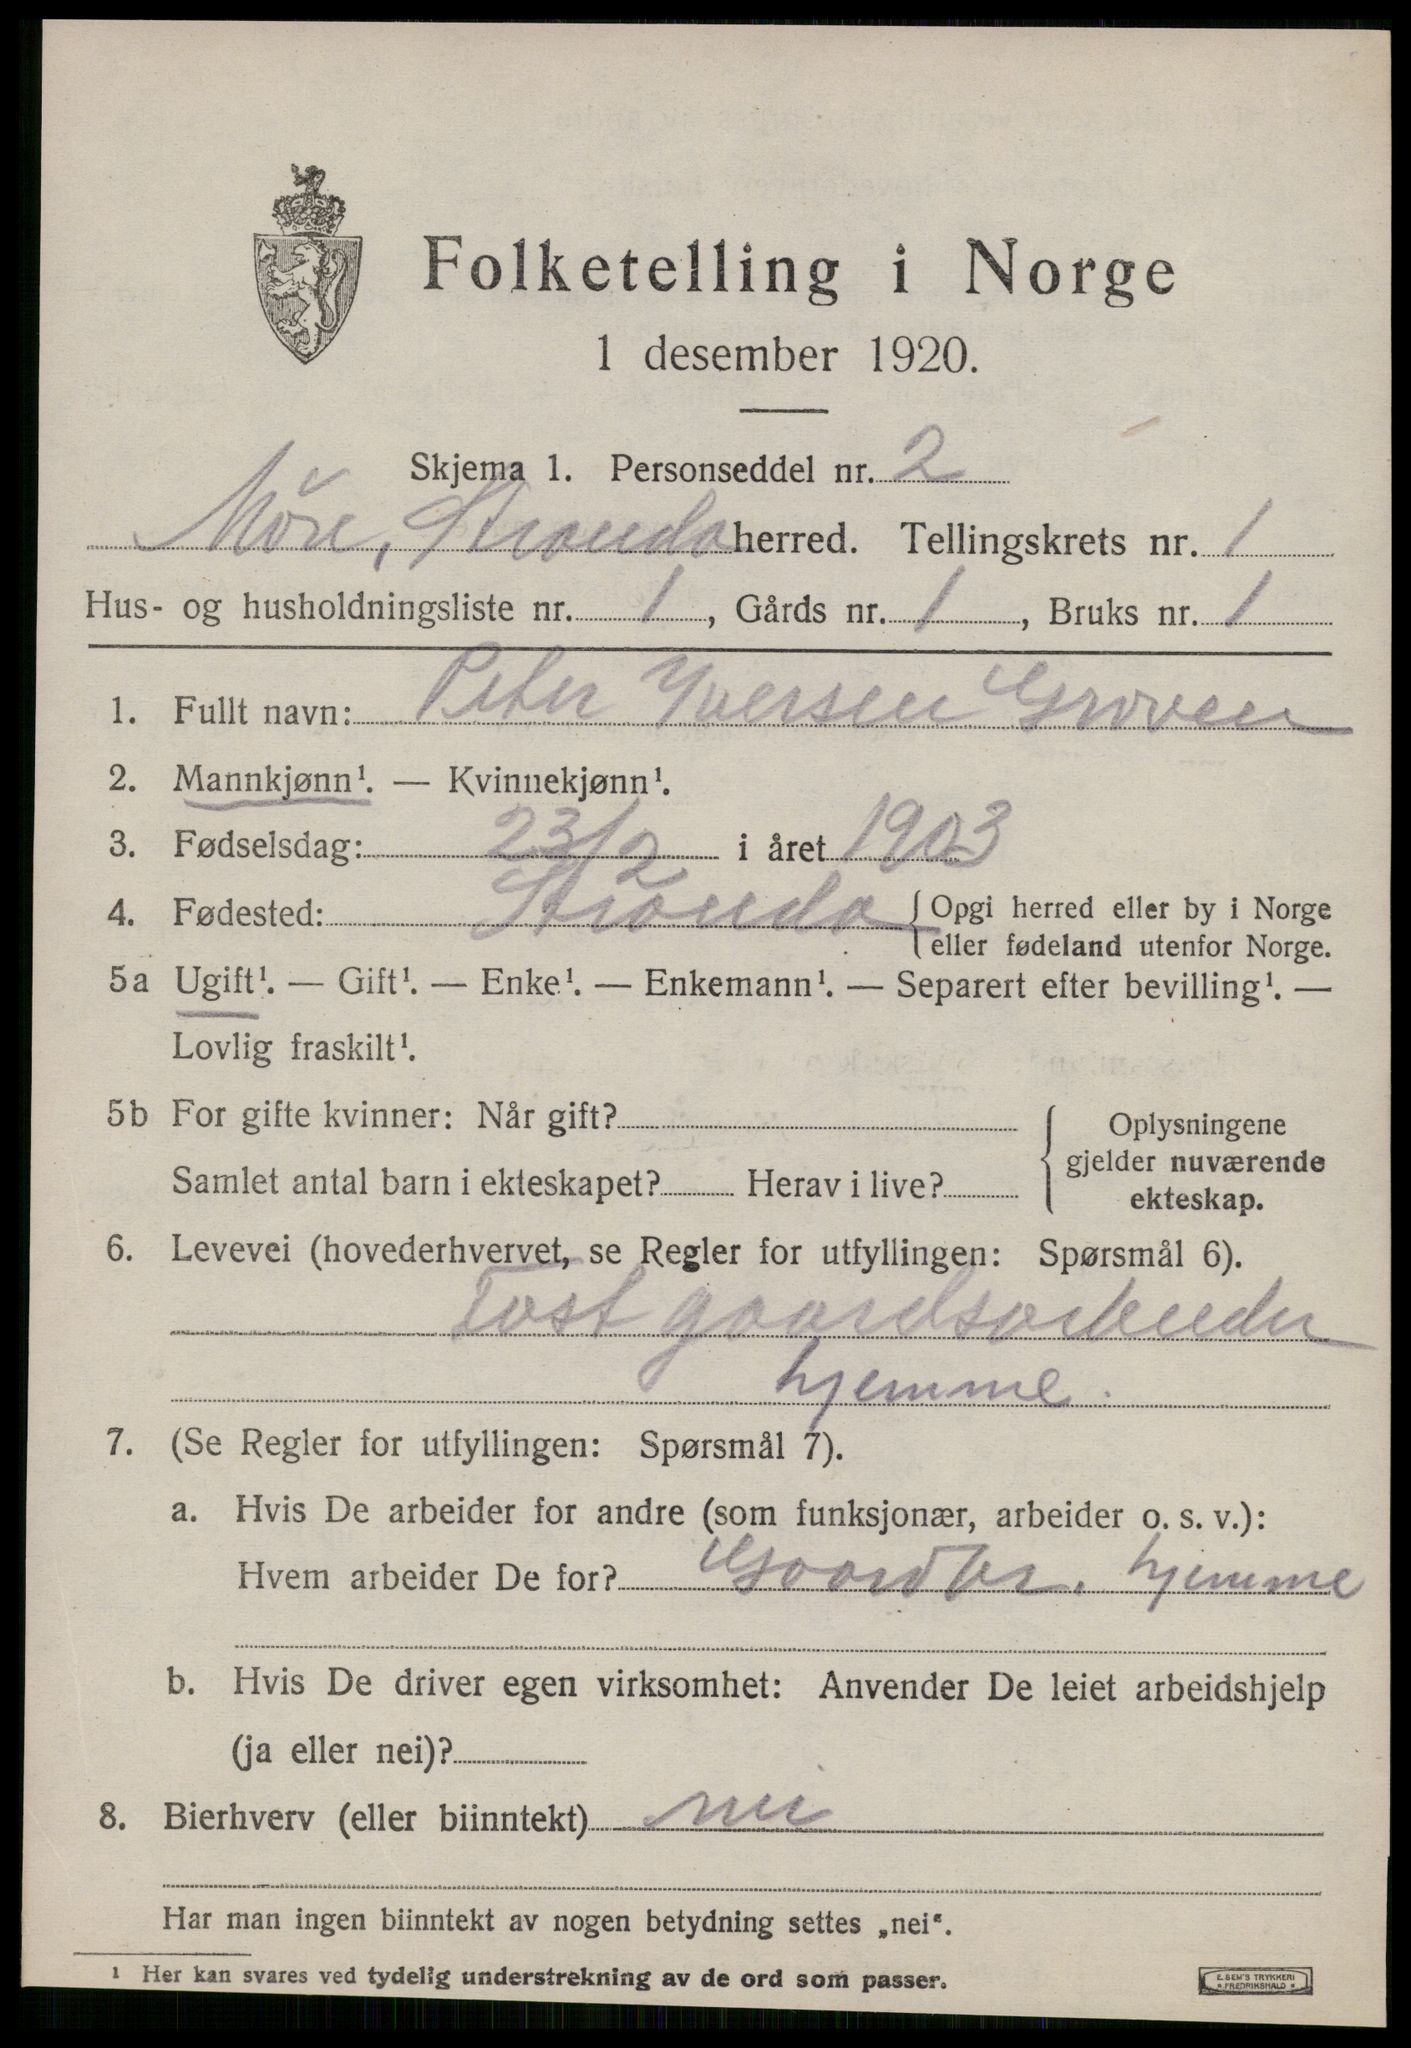 Folketelling i Norge
1 desember 1920.
Skjema 1. Personseddel nr. 2
Möre, Stranda herred. Tellingskrets nr. 1
Hus- og husholdningsliste nr. 1, Gårds nr. 1, Bruks nr. 1
1. Fullt navn: Peter Iversen Groven
2. Mannkjønn¹. — Kvinnekjønn¹.
3. Fødselsdag: 23/2 i året 1903
4. Fødested: Stranda { Opgi herred eller by i Norge
eller fødeland utenfor Norge.
5a Ugift¹. — Gift¹. — Enke¹. — Enkemann¹. — Separert efter bevilling¹. —
Lovlig fraskilt¹.
5b For gifte kvinner: Når gift?
Samlet antal barn i ekteskapet? Herav i live?
{ Oplysningene
gjelder nuværende
ekteskap.
6. Levevei (hovederhvervet, se Regler for utfyllingen: Spørsmål 6).
Fast gaardsarbeider
hjemme.
7. (Se Regler for utfyllingen: Spørsmål 7).
a. Hvis De arbeider for andre (som funksjonær, arbeider o. s. v.):
Hvem arbeider De for? Gaardbr. hjemme
b. Hvis De driver egen virksomhet: Anvender De leiet arbeidshjelp
(ja eller nei)?
8. Bierhverv (eller biinntekt) nei
Har man ingen biinntekt av nogen betydning settes „nei“.
¹ Her kan svares ved tydelig understrekning av de ord som passer.
E. SEM'S TRYKKERI
* FREDRIKSHALD *